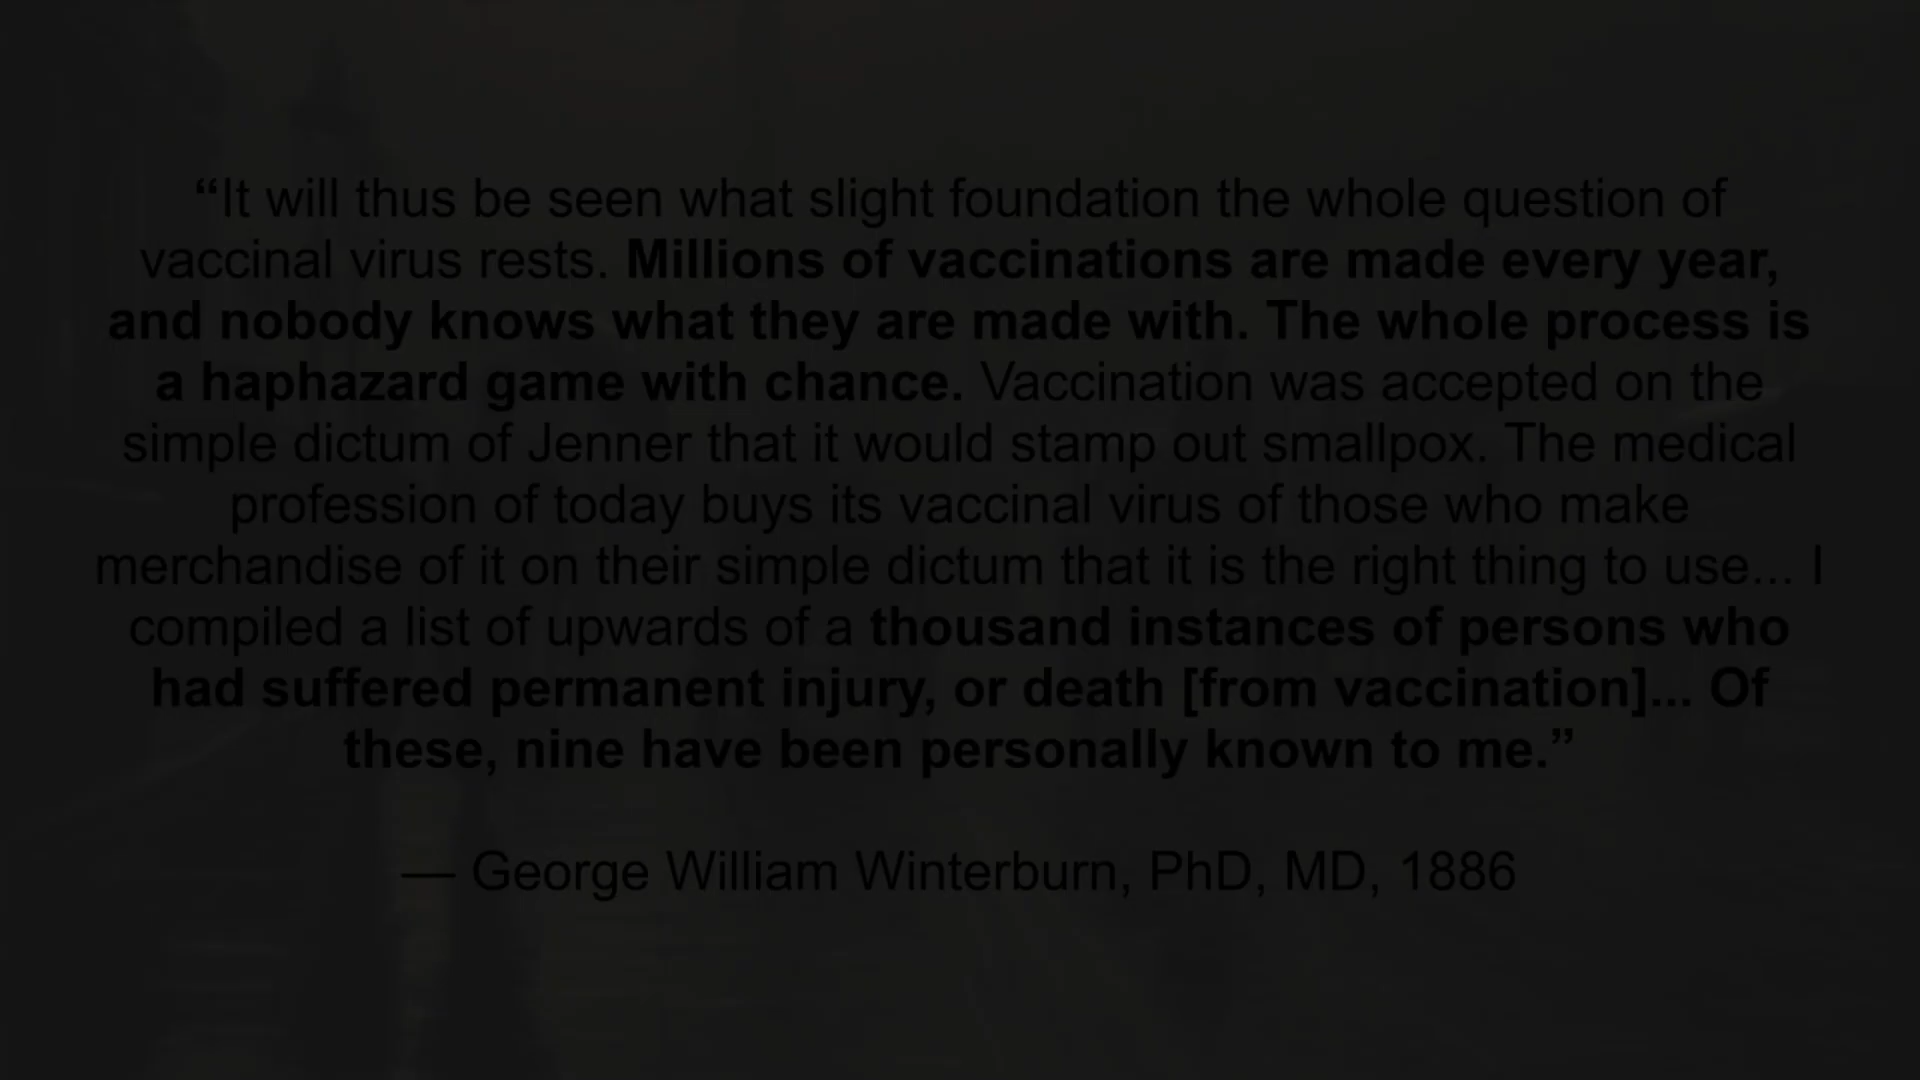 “It will thus be seen what slight foundation the whole question of
vaccinal virus rests. Millions of vaccinations are made every year,
and nobody knows what they are made with. The whole process is
a haphazard game with chance. Vaccination was accepted on the
simple dictum of Jenner that it would stamp out smallpox. The medical
profession of today buys its vaccinal virus of those who make
merchandise of it on their simple dictum that it is the right thing to use... I
compiled a list of upwards of a thousand instances of persons who
had suffered permanent injury, or death [from vaccination]... Of
these, nine have been personally known to me.”
— George William Winterburn, PhD, MD, 1886